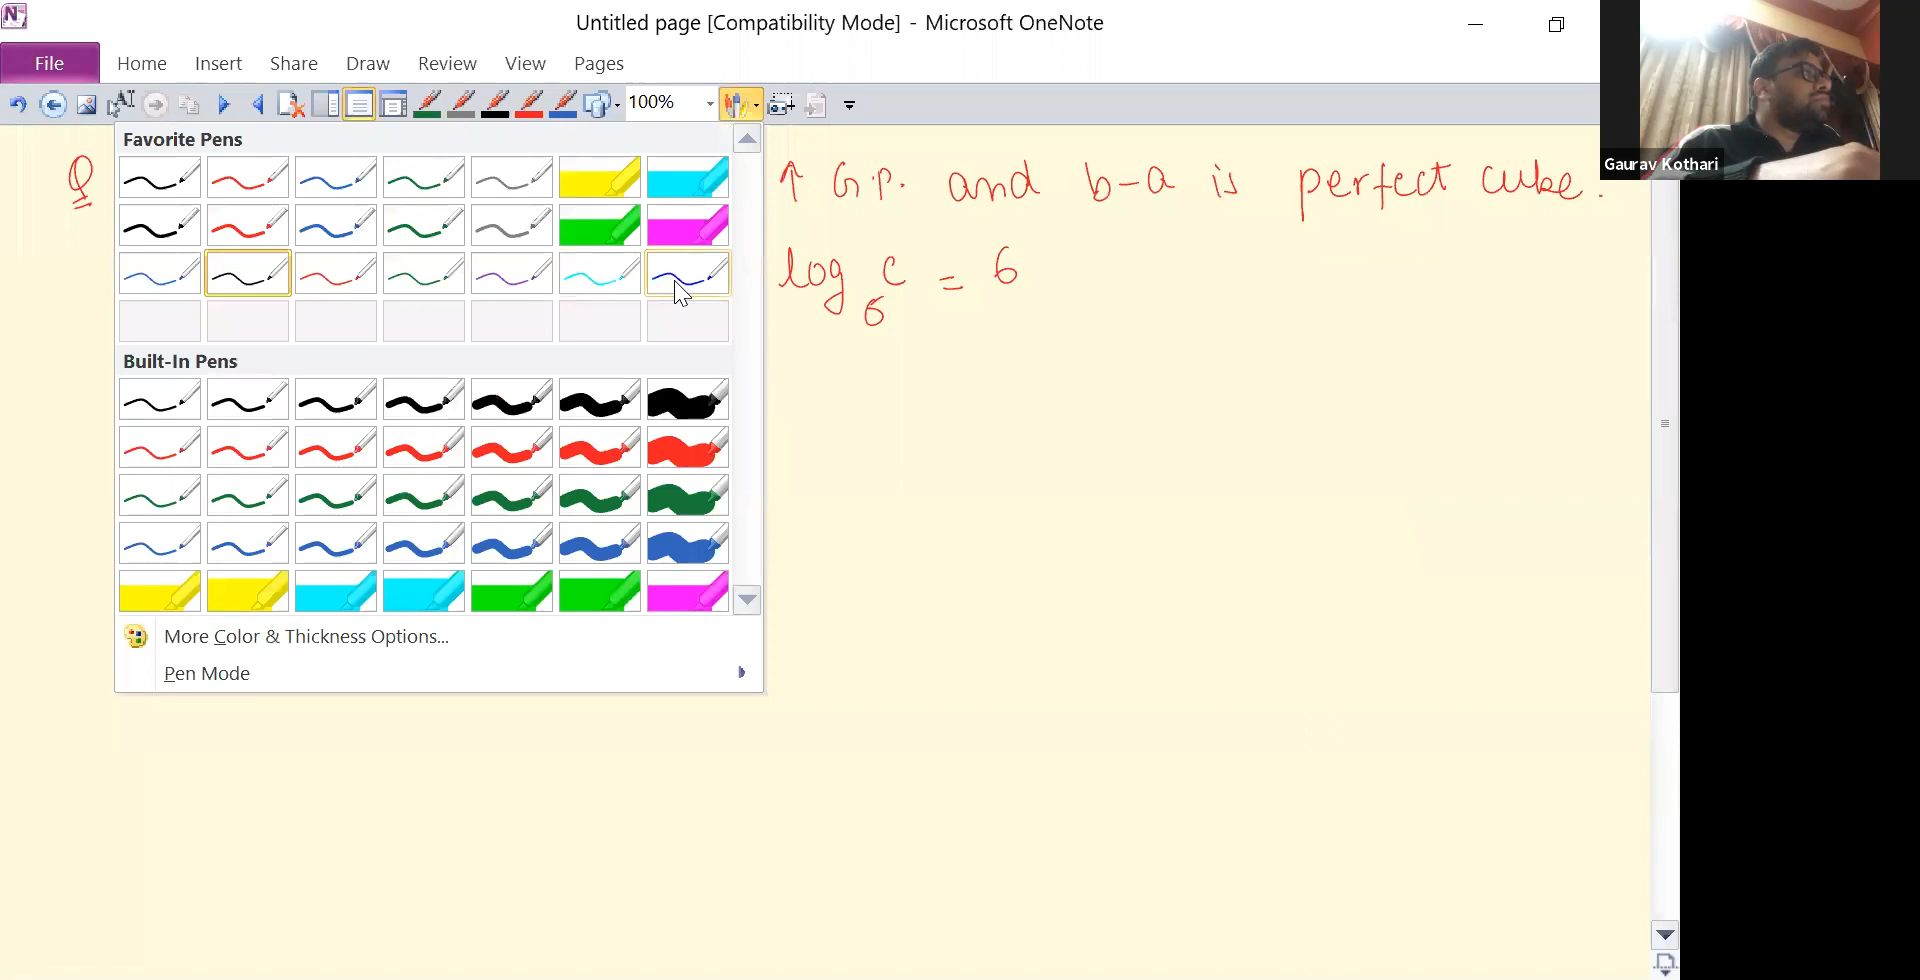 Untitled page [Compatibility Mode] - Microsoft OneNote
File Home Insert Share Draw Review View Pages
100%
Gaurav Kothari
Favorite Pens
Q
↑ G.P. and b-a is perfect cube.
log₆ c = 6
Built-In Pens
More Color & Thickness Options...
Pen Mode